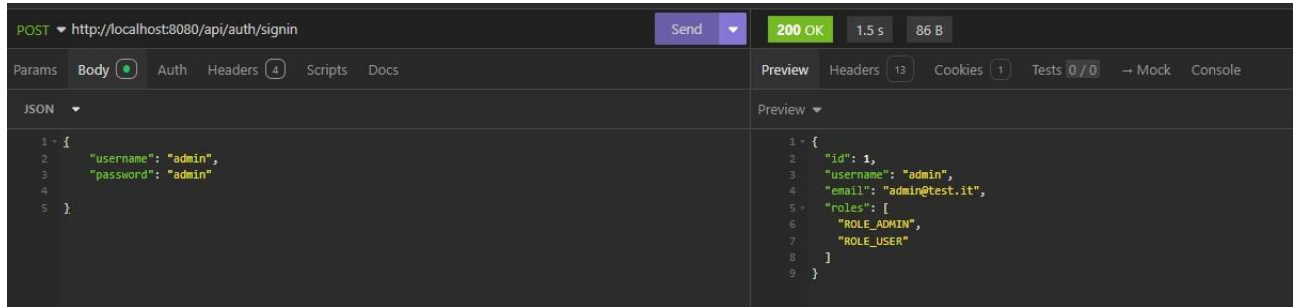 POST http://localhost:8080/api/auth/signin Send 200 OK 1.5 s 86 B
Params Body Auth Headers 4 Scripts Docs Preview Headers 13 Cookies 1 Tests 0 / 0 → Mock Console
JSON Preview
1 {
2 "username": "admin",
3 "password": "admin"
4
5 }
1 {
2 "id": 1,
3 "username": "admin",
4 "email": "admin@test.it",
5 "roles": [
6 "ROLE_ADMIN",
7 "ROLE_USER"
8 ]
9 }